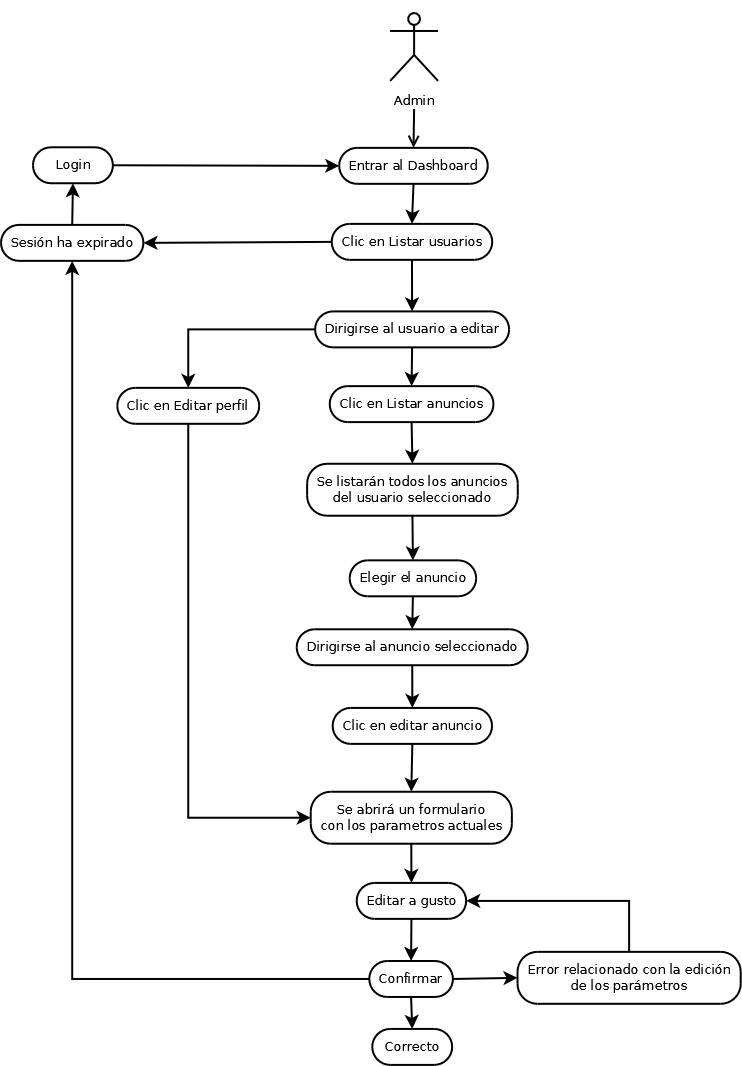 Admin
Login
Entrar al Dashboard
Sesión ha expirado
Clic en Listar usuarios
Dirigirse al usuario a editar
Clic en Editar perfil
Clic en Listar anuncios
Se listarán todos los anuncios
del usuario seleccionado
Elegir el anuncio
Dirigirse al anuncio seleccionado
Clic en editar anuncio
Se abrirá un formulario
con los parametros actuales
Editar a gusto
Confirmar
Error relacionado con la edición
de los parámetros
Correcto